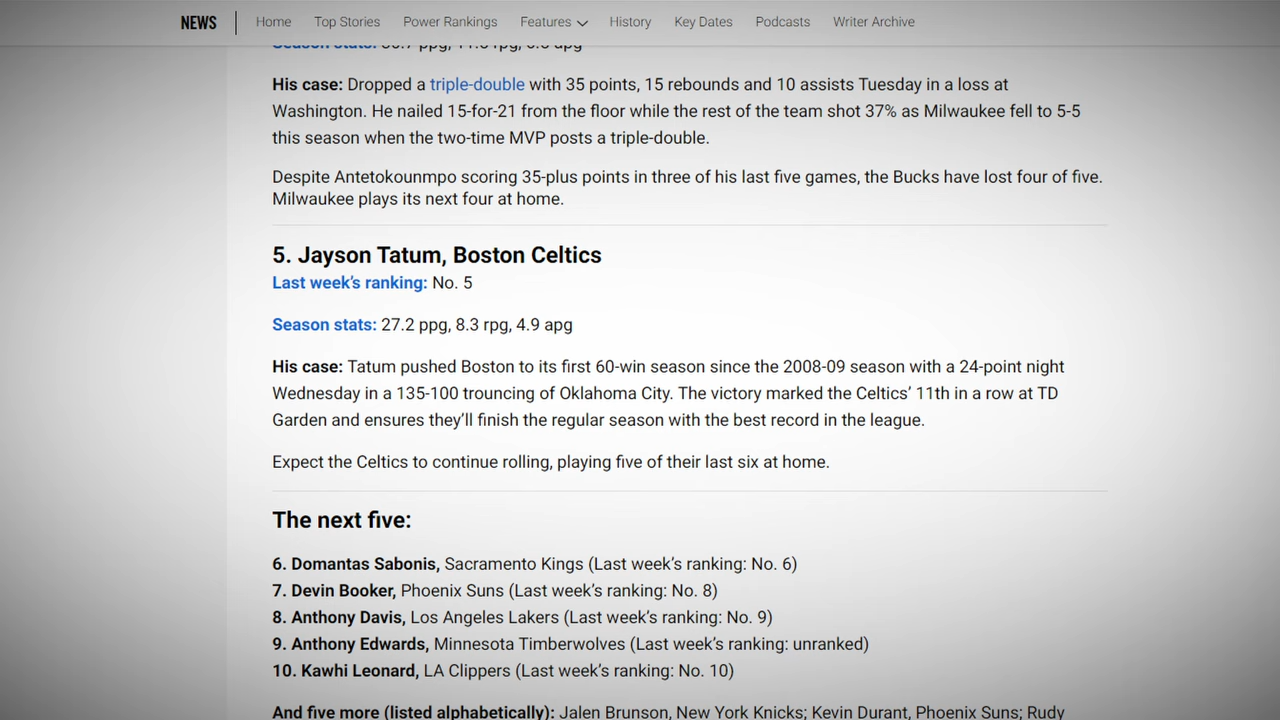 NEWS Home Top Stories Power Rankings Features History Key Dates Podcasts Writer Archive
Season stats:
His case: Dropped a triple-double with 35 points, 15 rebounds and 10 assists Tuesday in a loss at
Washington. He nailed 15-for-21 from the floor while the rest of the team shot 37% as Milwaukee fell to 5-5
this season when the two-time MVP posts a triple-double.
Despite Antetokounmpo scoring 35-plus points in three of his last five games, the Bucks have lost four of five.
Milwaukee plays its next four at home.
5. Jayson Tatum, Boston Celtics
Last week’s ranking: No. 5
Season stats: 27.2 ppg, 8.3 rpg, 4.9 apg
His case: Tatum pushed Boston to its first 60-win season since the 2008-09 season with a 24-point night
Wednesday in a 135-100 trouncing of Oklahoma City. The victory marked the Celtics’ 11th in a row at TD
Garden and ensures they’ll finish the regular season with the best record in the league.
Expect the Celtics to continue rolling, playing five of their last six at home.
The next five:
6. Domantas Sabonis, Sacramento Kings (Last week’s ranking: No. 6)
7. Devin Booker, Phoenix Suns (Last week’s ranking: No. 8)
8. Anthony Davis, Los Angeles Lakers (Last week’s ranking: No. 9)
9. Anthony Edwards, Minnesota Timberwolves (Last week’s ranking: unranked)
10. Kawhi Leonard, LA Clippers (Last week’s ranking: No. 10)
And five more (listed alphabetically): Jalen Brunson, New York Knicks; Kevin Durant, Phoenix Suns; Rudy